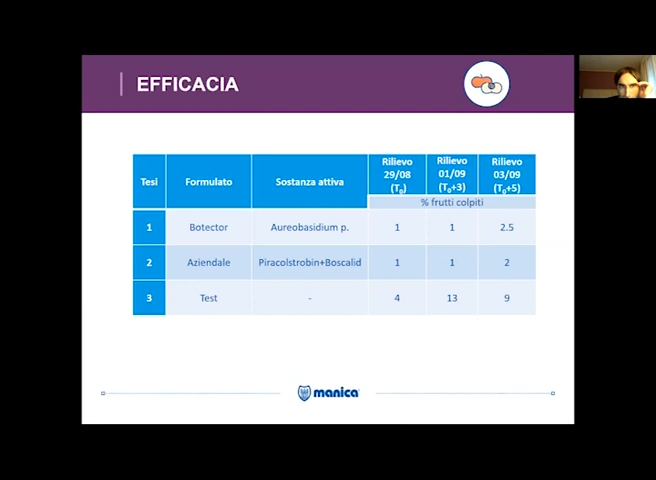 EFFICACIA
Tesi Formulato Sostanza attiva Rilievo 29/08 (T0) Rilievo 01/09 (T0+3) Rilievo 03/09 (T0+5)
% frutti colpiti
1 Botector Aureobasidium p. 1 1 2.5
2 Aziendale Piracolstrobin+Boscalid 1 1 2
3 Test - 4 13 9
manica